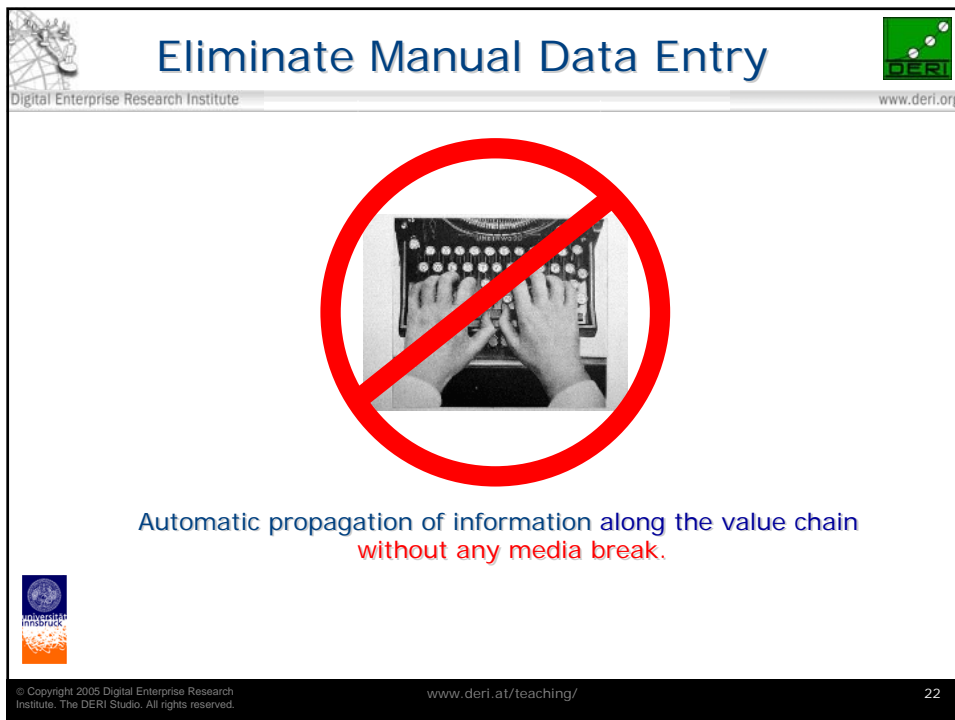 Eliminate Manual Data Entry
DERI
Digital Enterprise Research Institute
www.deri.org
UNDERWOOD
Automatic propagation of information along the value chain
without any media break.
universität
innsbruck
© Copyright 2005 Digital Enterprise Research
Institute. The DERI Studio. All rights reserved.
www.deri.at/teaching/
22